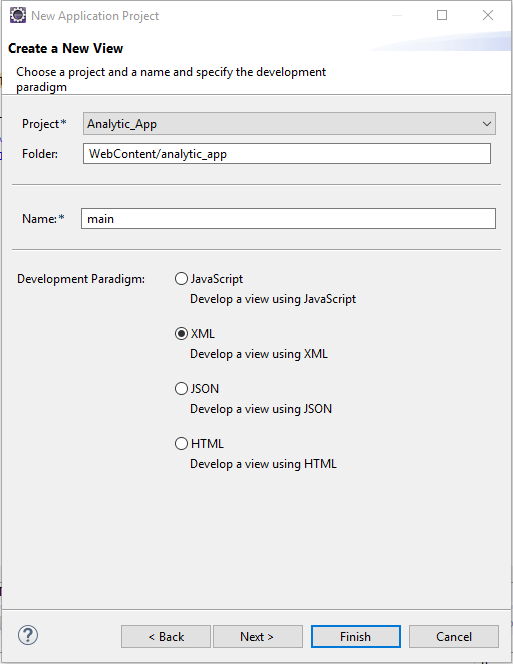 New Application Project
Create a New View
Choose a project and a name and specify the development
paradigm
Project* Analytic_App
Folder: WebContent/analytic_app
Name:* main
Development Paradigm: JavaScript
Develop a view using JavaScript
XML
Develop a view using XML
JSON
Develop a view using JSON
HTML
Develop a view using HTML
? < Back Next > Finish Cancel